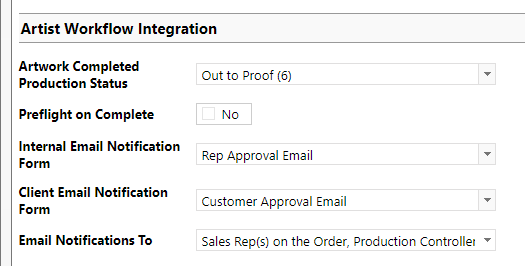 Artist Workflow Integration
Artwork Completed
Production Status
Out to Proof (6)
Preflight on Complete
No
Internal Email Notification
Form
Rep Approval Email
Client Email Notification
Form
Customer Approval Email
Email Notifications To
Sales Rep(s) on the Order, Production Controller